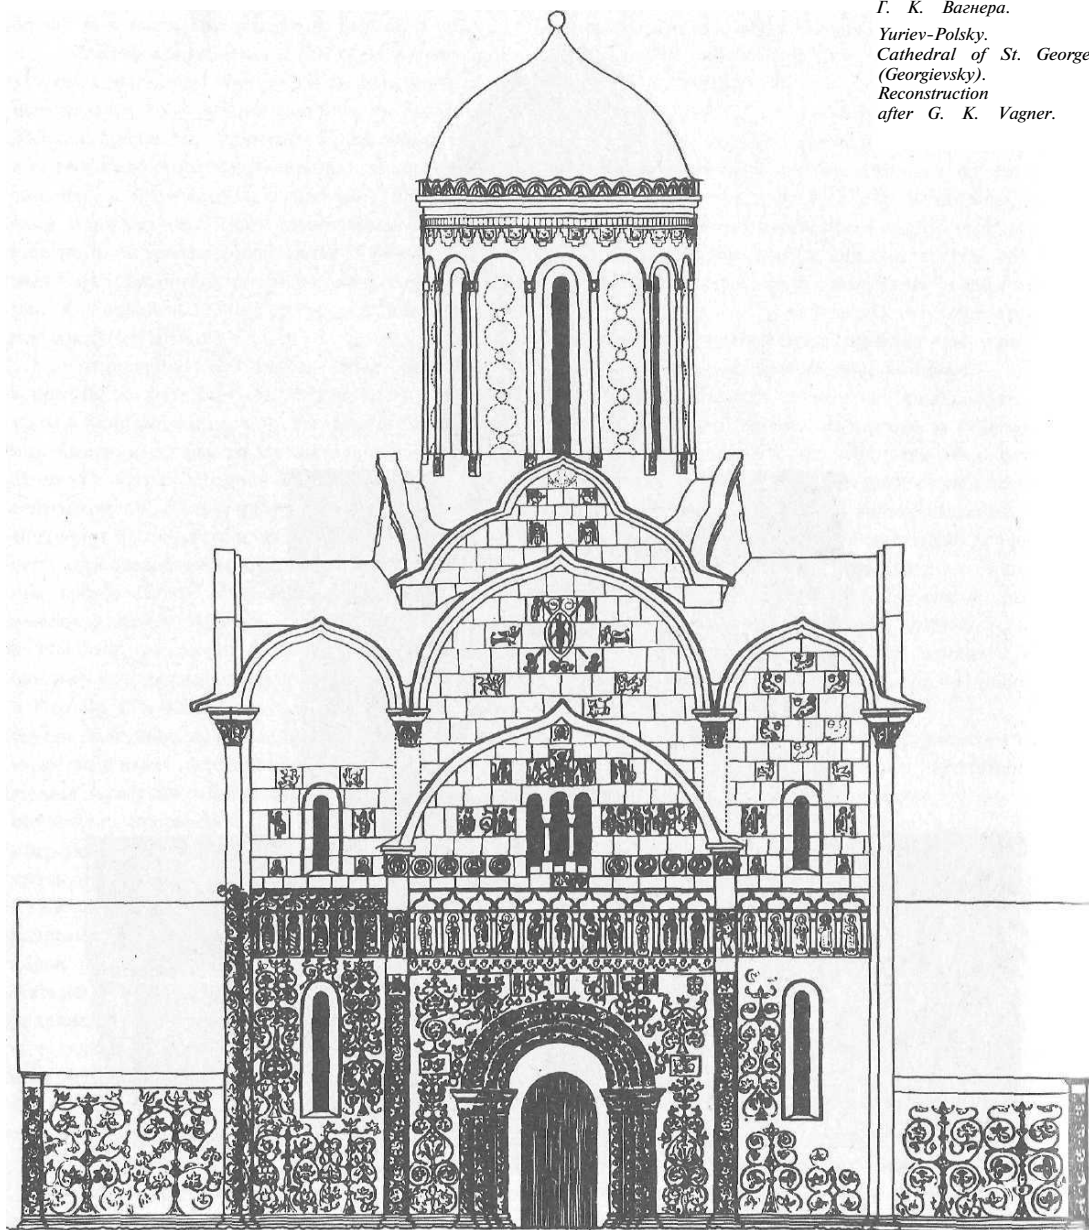 Г. К. Вагнера.
Yuriev-Polsky.
Cathedral of St. George
(Georgievsky).
Reconstruction
after G. K. Vagner.